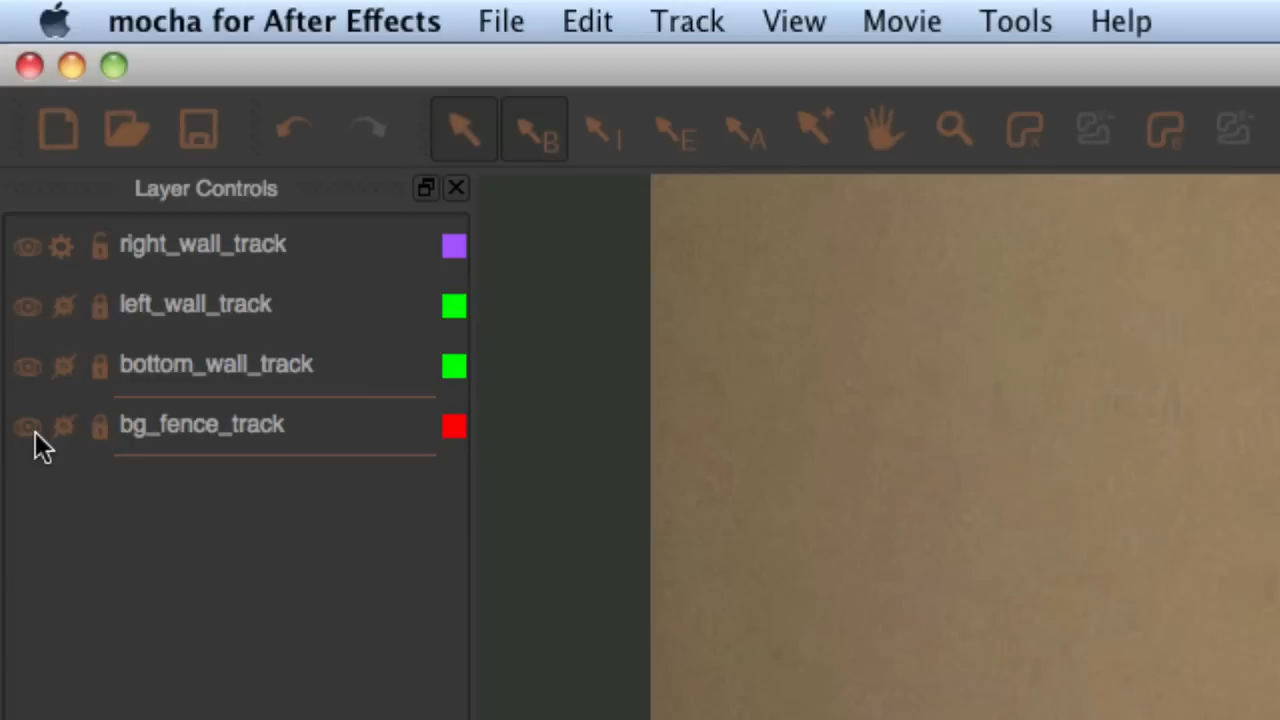 mocha for After Effects File Edit Track View Movie Tools Help
B I E A
Layer Controls
right_wall_track
left_wall_track
bottom_wall_track
bg_fence_track